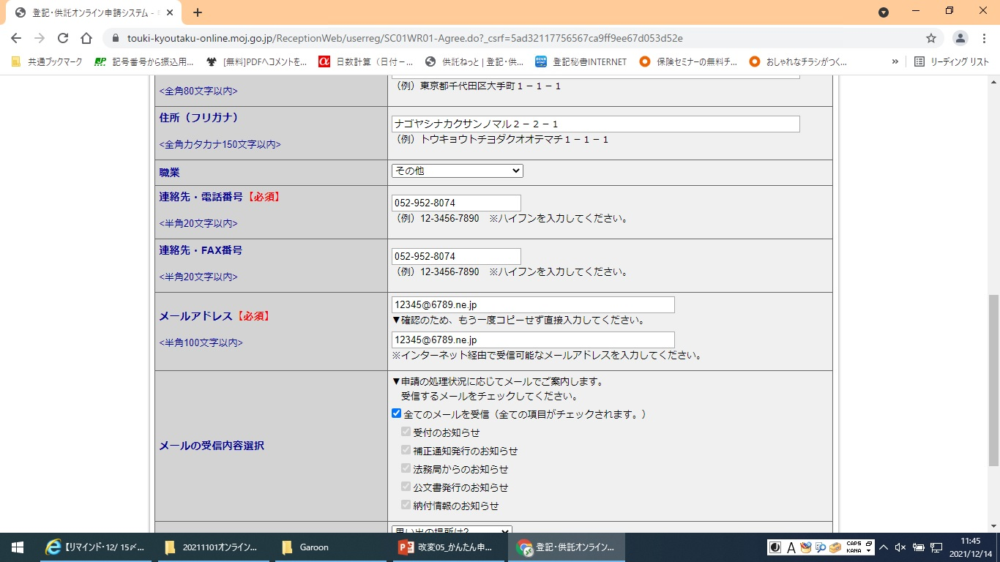 登記・供託オンライン申請システム -
touki-kyoutaku-online.moj.go.jp/ReceptionWeb/userreg/SC01WR01-Agree.do?_csrf=5ad32117756567ca9ff9ee67d053d52e
共通ブックマーク 記号番号から振込用... [無料]PDFへコメントを... 日数計算（日付－... 供託ねっと | 登記・供... 登記秘書INTERNET 保険セミナーの無料チ... おしゃれなチラシがつく... » リーディング リスト
<全角80文字以内>
（例）東京都千代田区大手町１－１－１
住所（フリガナ）
<全角カタカナ150文字以内>
ナゴヤシナカクサンノマル２－２－１
（例）トウキョウトチヨダクオオテマチ１－１－１
職業
その他
連絡先・電話番号【必須】
<半角20文字以内>
052-952-8074
（例）12-3456-7890　※ハイフンを入力してください。
連絡先・FAX番号
<半角20文字以内>
052-952-8074
（例）12-3456-7890　※ハイフンを入力してください。
メールアドレス【必須】
<半角100文字以内>
12345@6789.ne.jp
▼確認のため、もう一度コピーせず直接入力してください。
12345@6789.ne.jp
※インターネット経由で受信可能なメールアドレスを入力してください。
メールの受信内容選択
▼申請の処理状況に応じてメールでご案内します。
受信するメールをチェックしてください。
全てのメールを受信（全ての項目がチェックされます。）
受付のお知らせ
補正通知発行のお知らせ
法務局からのお知らせ
公文書発行のお知らせ
納付情報のお知らせ
思い出の場所は?
【リマインド・12/ 15〆... 20211101オンライン... Garoon 改変05_かんたん申... 登記・供託オンライン... A CAPS KANA
11:45
2021/12/14